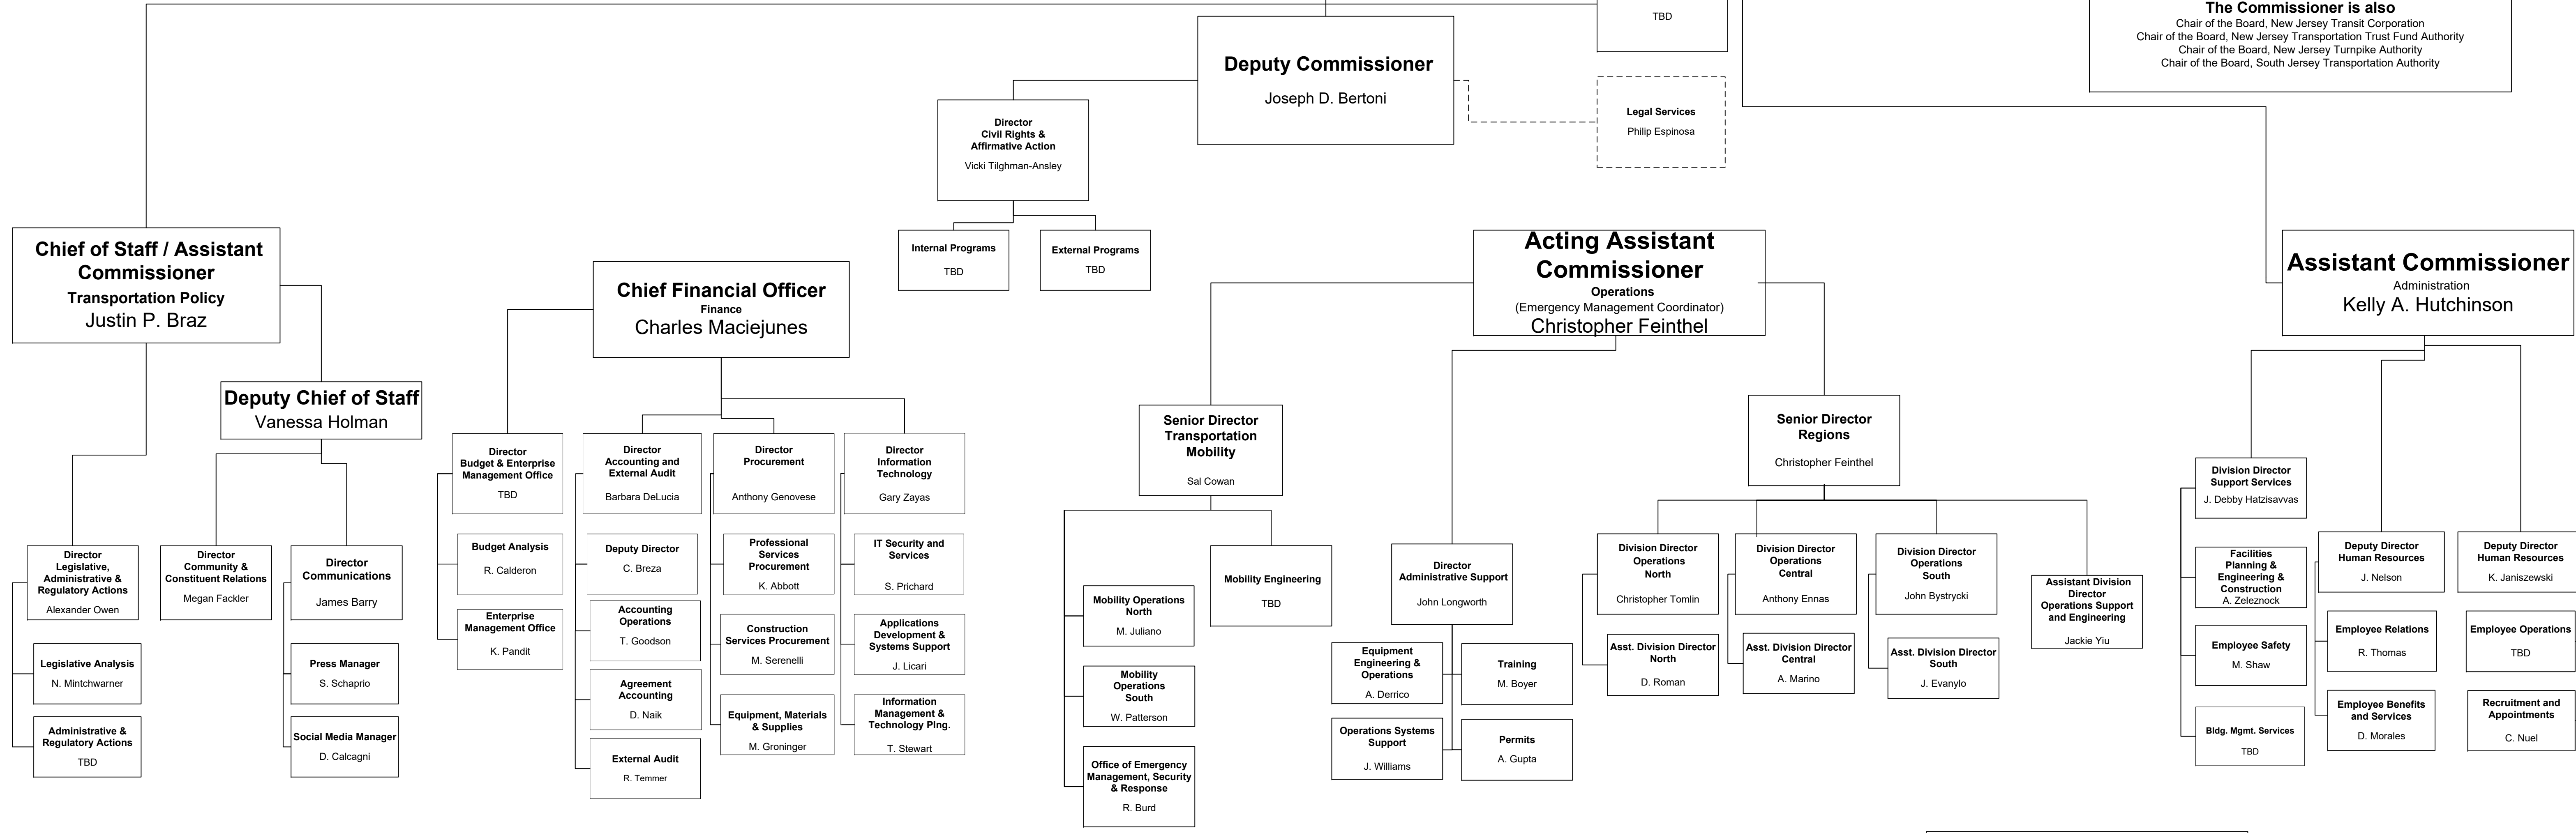 TBD
The Commissioner is also
Chair of the Board, New Jersey Transit Corporation
Chair of the Board, New Jersey Transportation Trust Fund Authority
Chair of the Board, New Jersey Turnpike Authority
Chair of the Board, South Jersey Transportation Authority
Deputy Commissioner
Joseph D. Bertoni
Legal Services
Philip Espinosa
Director
Civil Rights &
Affirmative Action
Vicki Tilghman-Ansley
Internal Programs
TBD
External Programs
TBD
Chief of Staff / Assistant
Commissioner
Transportation Policy
Justin P. Braz
Deputy Chief of Staff
Vanessa Holman
Director
Legislative,
Administrative &
Regulatory Actions
Alexander Owen
Legislative Analysis
N. Mintchwarner
Administrative &
Regulatory Actions
TBD
Director
Community &
Constituent Relations
Megan Fackler
Director
Communications
James Barry
Press Manager
S. Schaprio
Social Media Manager
D. Calcagni
Chief Financial Officer
Finance
Charles Maciejunes
Director
Budget & Enterprise
Management Office
TBD
Budget Analysis
R. Calderon
Enterprise
Management Office
K. Pandit
Director
Accounting and
External Audit
Barbara DeLucia
Deputy Director
C. Breza
Accounting
Operations
T. Goodson
Agreement
Accounting
D. Naik
External Audit
R. Temmer
Director
Procurement
Anthony Genovese
Professional
Services
Procurement
K. Abbott
Construction
Services Procurement
M. Serenelli
Equipment, Materials
& Supplies
M. Groninger
Director
Information
Technology
Gary Zayas
IT Security and
Services
S. Prichard
Applications
Development &
Systems Support
J. Licari
Information
Management &
Technology Plng.
T. Stewart
Acting Assistant
Commissioner
Operations
(Emergency Management Coordinator)
Christopher Feinthel
Senior Director
Transportation
Mobility
Sal Cowan
Mobility Operations
North
M. Juliano
Mobility
Operations
South
W. Patterson
Office of Emergency
Management, Security
& Response
R. Burd
Mobility Engineering
TBD
Director
Administrative Support
John Longworth
Equipment
Engineering &
Operations
A. Derrico
Training
M. Boyer
Operations Systems
Support
J. Williams
Permits
A. Gupta
Senior Director
Regions
Christopher Feinthel
Division Director
Operations
North
Christopher Tomlin
Asst. Division Director
North
D. Roman
Division Director
Operations
Central
Anthony Ennas
Asst. Division Director
Central
A. Marino
Division Director
Operations
South
John Bystrycki
Asst. Division Director
South
J. Evanylo
Assistant Division
Director
Operations Support
and Engineering
Jackie Yiu
Assistant Commissioner
Administration
Kelly A. Hutchinson
Division Director
Support Services
J. Debby Hatzisavvas
Facilities
Planning &
Engineering &
Construction
A. Zeleznock
Employee Safety
M. Shaw
Bldg. Mgmt. Services
TBD
Deputy Director
Human Resources
J. Nelson
Employee Relations
R. Thomas
Employee Benefits
and Services
D. Morales
Deputy Director
Human Resources
K. Janiszewski
Employee Operations
TBD
Recruitment and
Appointments
C. Nuel